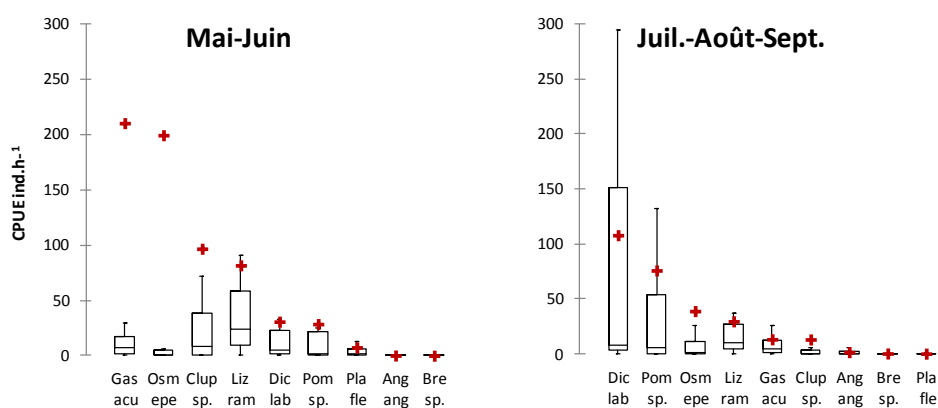 Mai-Juin
CPUE ind.h-1
300
250
200
150
100
50
0
Gas Osm Clup Liz Dic Pom Pla Ang Bre
acu epe sp. ram lab sp. fle ang sp.
Juil.-Août-Sept.
300
250
200
150
100
50
0
Dic Pom Osm Liz Gas Clup Ang Bre Pla
lab sp. epe ram acu sp. ang sp. fle